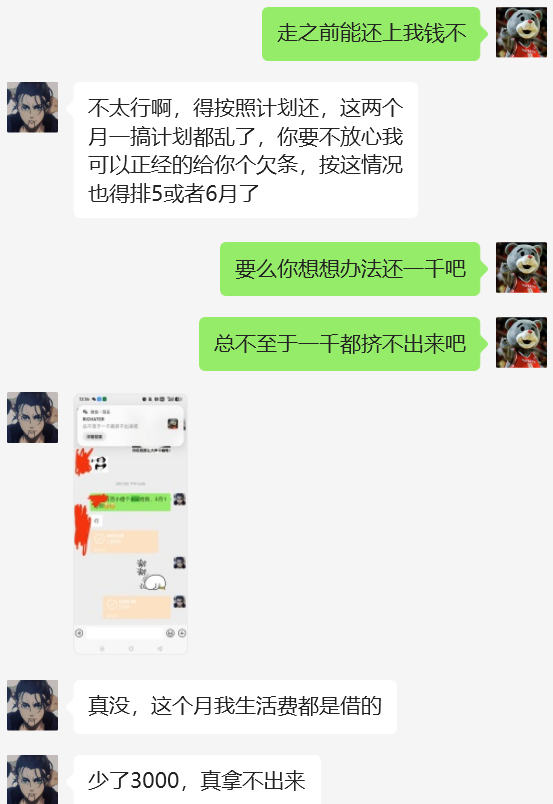 走之前能还上我钱不
不太行啊，得按照计划还，这两个
月一搞计划都乱了，你要不放心我
可以正经的给你个欠条，按这情况
也得排5或者6月了
要么你想想办法还一千吧
总不至于一千都挤不出来吧
真没，这个月我生活费都是借的
少了3000，真拿不出来